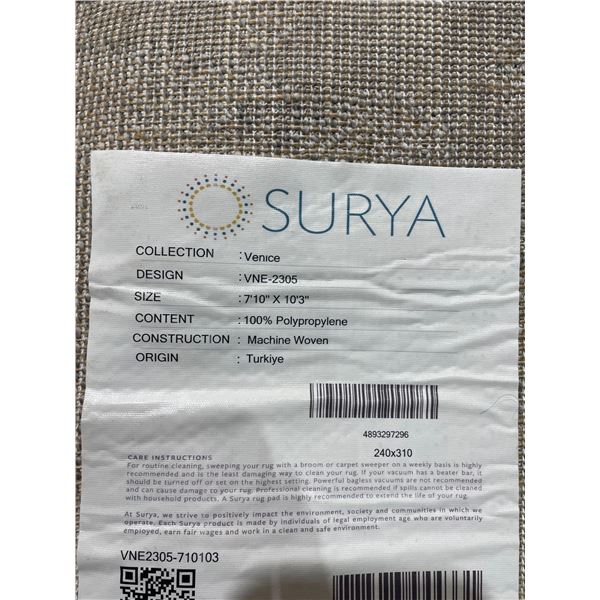 SURYA
COLLECTION : Venice
DESIGN : VNE-2305
SIZE : 7'10" X 10'3"
CONTENT : 100% Polypropylene
CONSTRUCTION : Machine Woven
ORIGIN : Turkiye
4893297296
240x310
CARE INSTRUCTIONS
For routine cleaning, sweeping your rug with a broom or carpet sweeper on a weekly basis is highly
recommended and is the least damaging way to clean your rug. If your vacuum has a beater bar, it
should be turned off or set on the highest setting. Powerful bagless vacuums are not recommended
and can cause damage to your rug. Professional cleaning is recommended if spills cannot be cleaned
with household products. A Surya rug pad is highly recommended to extend the life of your rug.
At Surya, we strive to positively impact the environment, society and communities in which we
operate. Each Surya product is made by individuals of legal employment age who are voluntarily
employed, earn fair wages and work in a clean and safe environment.
VNE2305-710103